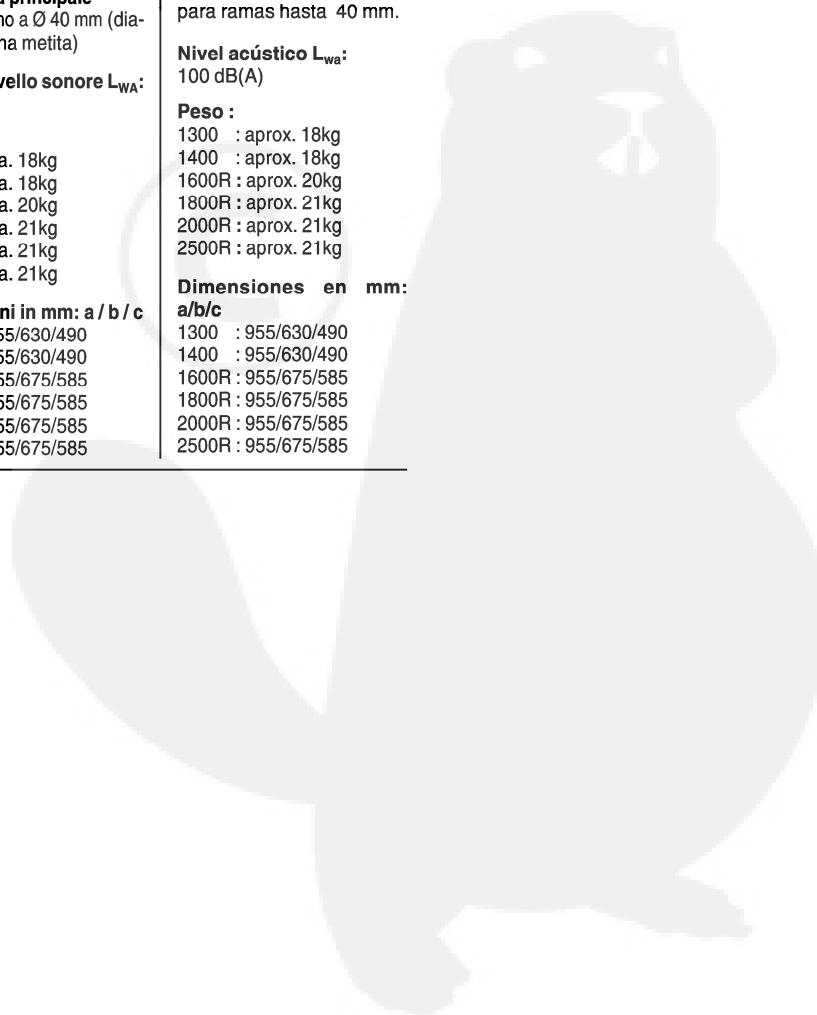 principale
no a Ø 40 mm (dia-
na metita)
vello sonore LWA:
a. 18kg
a. 18kg
a. 20kg
a. 21kg
a. 21kg
a. 21kg
ni in mm: a / b / c
55/630/490
55/630/490
55/675/585
55/675/585
55/675/585
55/675/585
para ramas hasta 40 mm.
Nivel acústico Lwa:
100 dB(A)
Peso :
1300 : aprox. 18kg
1400 : aprox. 18kg
1600R : aprox. 20kg
1800R : aprox. 21kg
2000R : aprox. 21kg
2500R : aprox. 21kg
Dimensiones en mm:
a/b/c
1300 : 955/630/490
1400 : 955/630/490
1600R : 955/675/585
1800R : 955/675/585
2000R : 955/675/585
2500R : 955/675/585